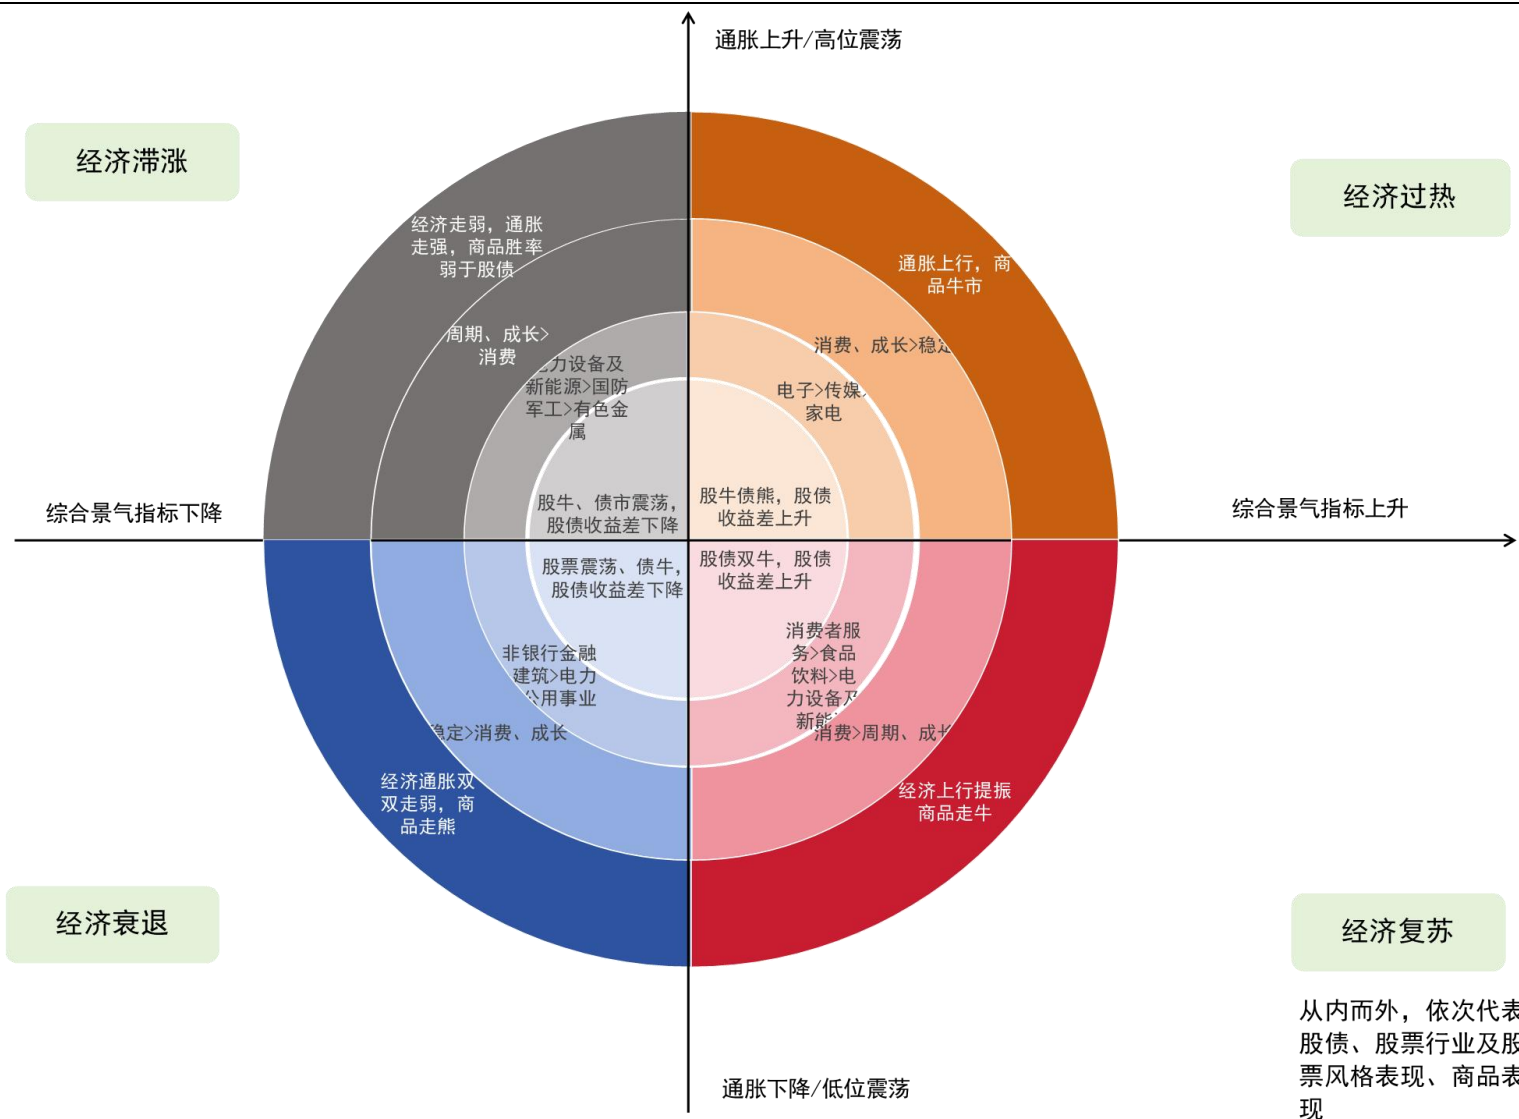 通胀上升/高位震荡
经济滞涨
经济过热
经济走弱，通胀
走强，商品胜率
弱于股债
通胀上行，商
品牛市
周期、成长>
消费
消费、成长>稳定
力设备及
新能源>国防
军工>有色金
属
电子>传媒>
家电
股牛、债市震荡，
股债收益差下降
股牛债熊，股债
收益差上升
综合景气指标下降
综合景气指标上升
股票震荡、债牛，
股债收益差下降
股债双牛，股债
收益差上升
非银行金融
建筑>电力
公用事业
消费者服
务>食品
饮料>电
力设备及
新能
稳定>消费、成长
消费>周期、成长
经济通胀双
双走弱，商
品走熊
经济上行提振
商品走牛
经济衰退
经济复苏
从内而外，依次代表
股债、股票行业及股
票风格表现、商品表
现
通胀下降/低位震荡